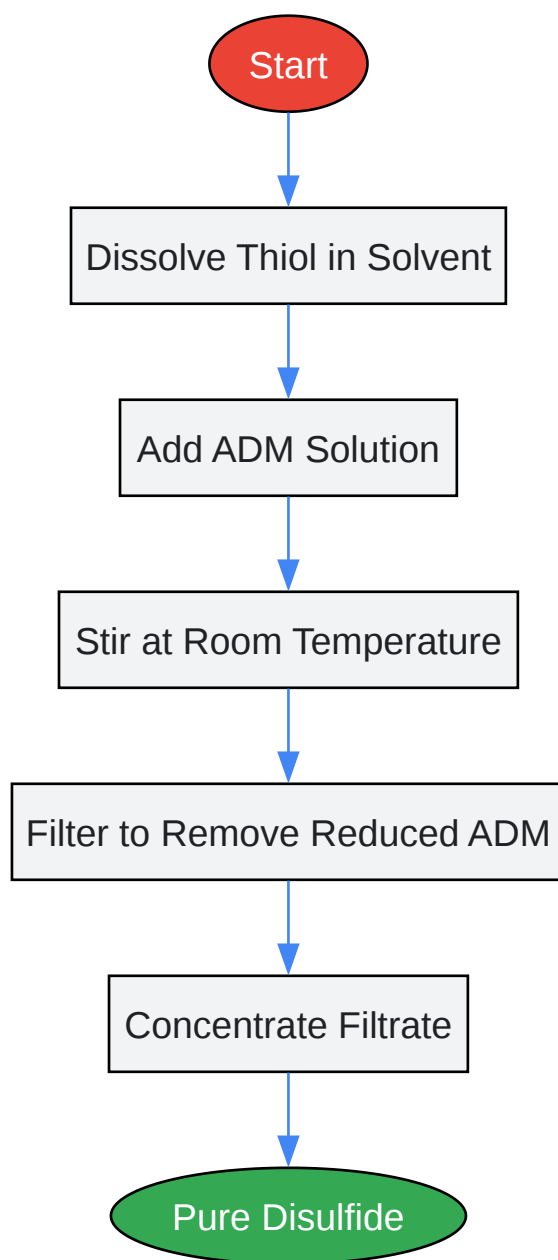 Start
Dissolve Thiol in Solvent
Add ADM Solution
Stir at Room Temperature
Filter to Remove Reduced ADM
Concentrate Filtrate
Pure Disulfide